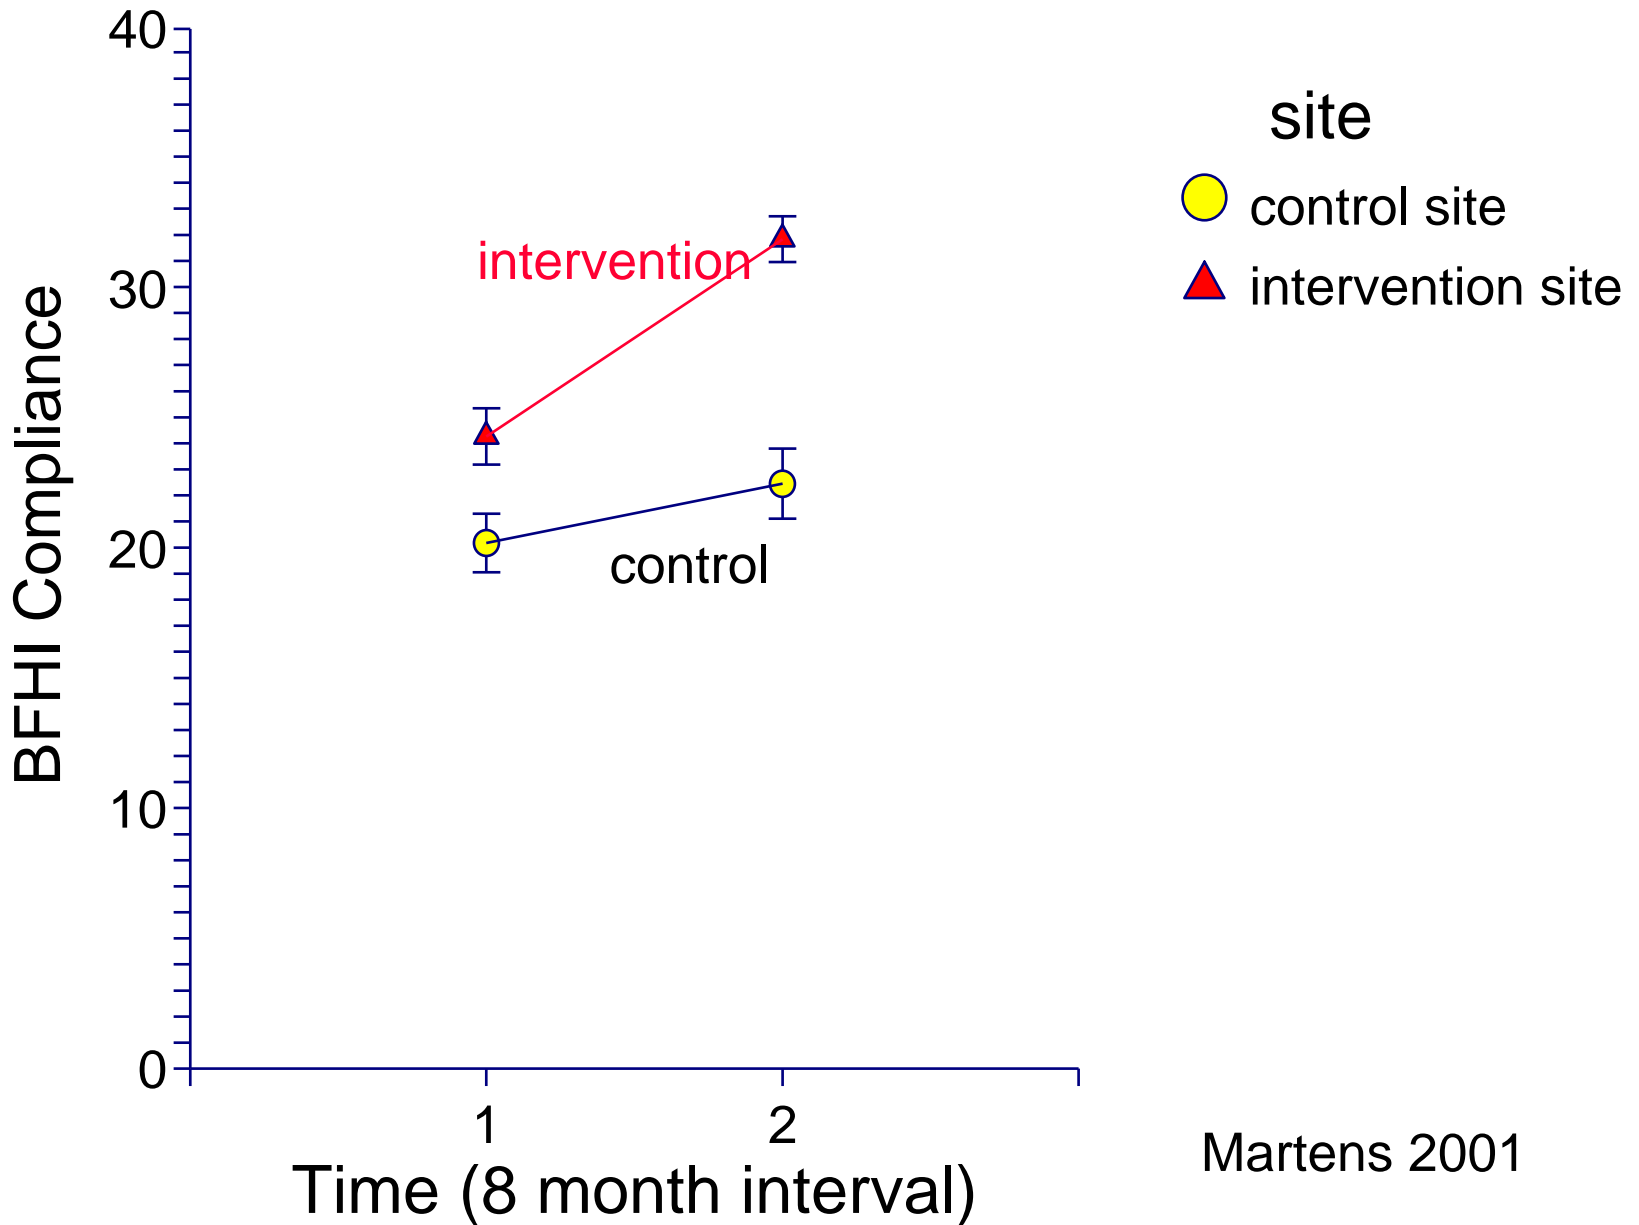 40
30
20
10
0
BFHI Compliance
intervention
control
1
2
Time (8 month interval)
site
control site
intervention site
Martens 2001